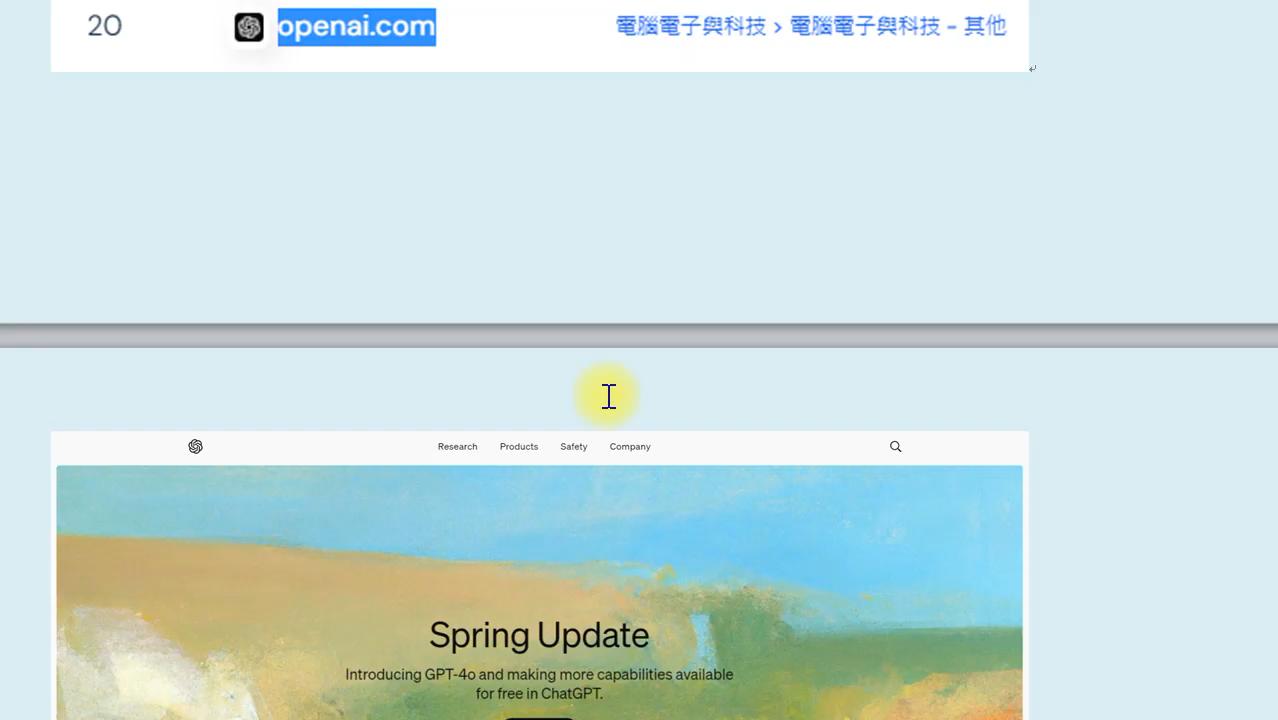 20 openai.com 電腦電子與科技 > 電腦電子與科技 - 其他
Research Products Safety Company
Spring Update
Introducing GPT-4o and making more capabilities available
for free in ChatGPT.